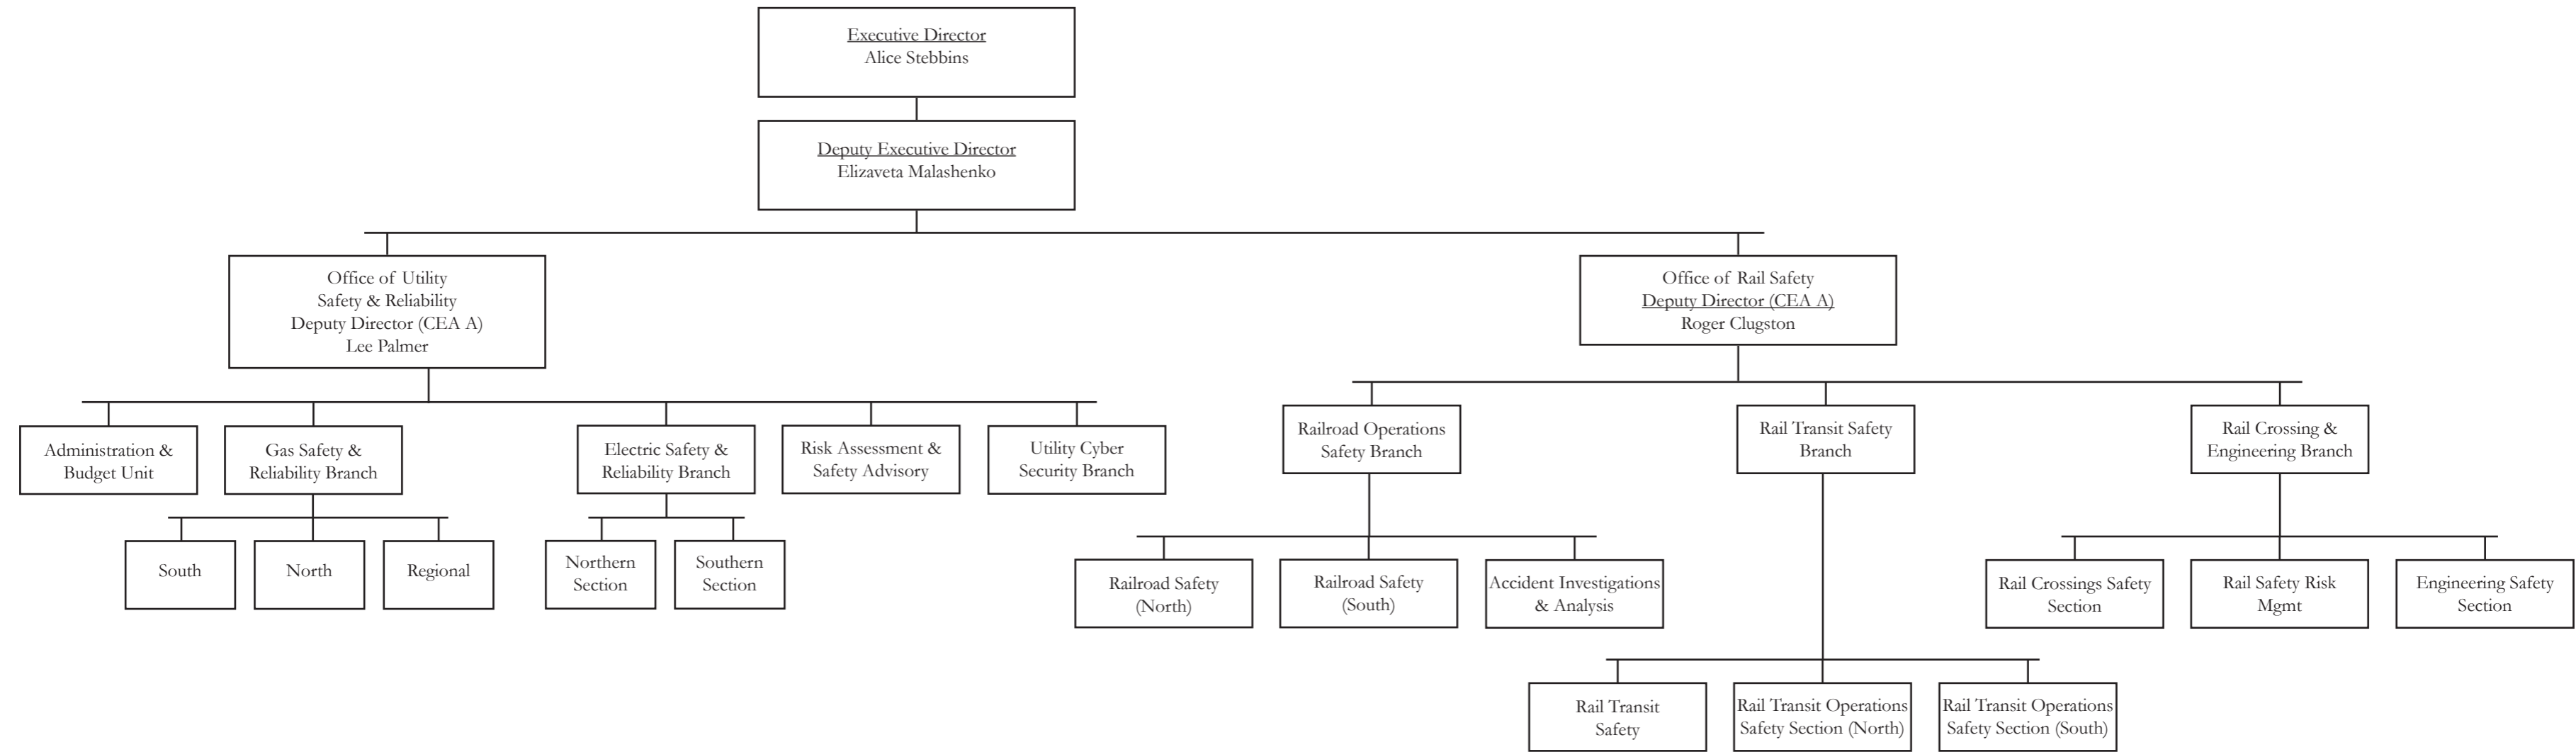 Executive Director
Alice Stebbins
Deputy Executive Director
Elizaveta Malashenko
Office of Utility
Safety & Reliability
Deputy Director (CEA A)
Lee Palmer
Office of Rail Safety
Deputy Director (CEA A)
Roger Clugston
Administration &
Budget Unit
Gas Safety &
Reliability Branch
Electric Safety &
Reliability Branch
Risk Assessment &
Safety Advisory
Utility Cyber
Security Branch
Railroad Operations
Safety Branch
Rail Transit Safety
Branch
Rail Crossing &
Engineering Branch
South
North
Regional
Northern
Section
Southern
Section
Railroad Safety
(North)
Railroad Safety
(South)
Accident Investigations
& Analysis
Rail Crossings Safety
Section
Rail Safety Risk
Mgmt
Engineering Safety
Section
Rail Transit
Safety
Rail Transit Operations
Safety Section (North)
Rail Transit Operations
Safety Section (South)